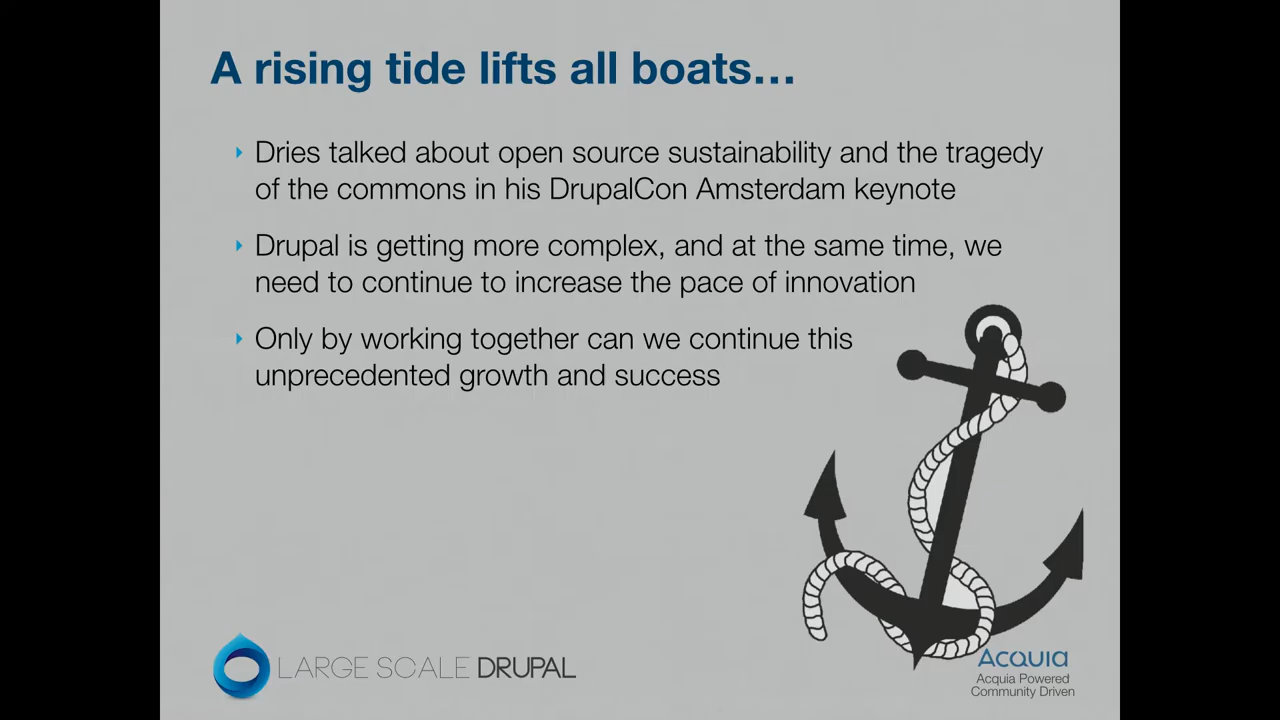 A rising tide lifts all boats…
Dries talked about open source sustainability and the tragedy
of the commons in his DrupalCon Amsterdam keynote
Drupal is getting more complex, and at the same time, we
need to continue to increase the pace of innovation
Only by working together can we continue this
unprecedented growth and success
LARGE SCALE DRUPAL
Acquia
Acquia Powered
Community Driven